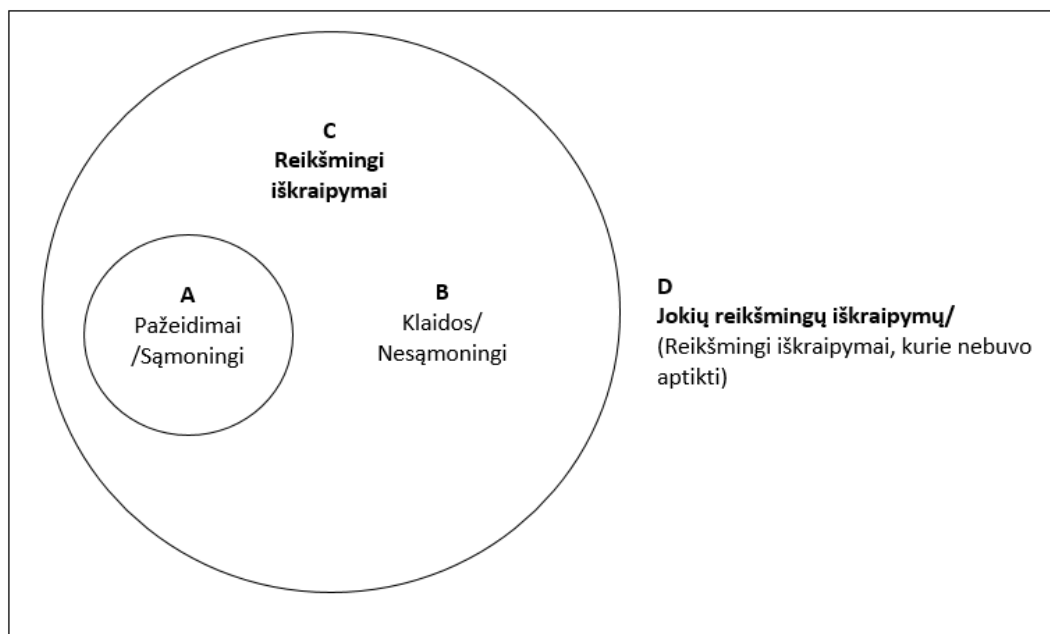 C
Reikšmingi
iškraipymai
A
Pažeidimai
/Sąmoningi
B
Klaidos/
Nesąmoningi
D
Jokių reikšmingų iškraipymų/
(Reikšmingi iškraipymai, kurie nebuvo
aptikti)